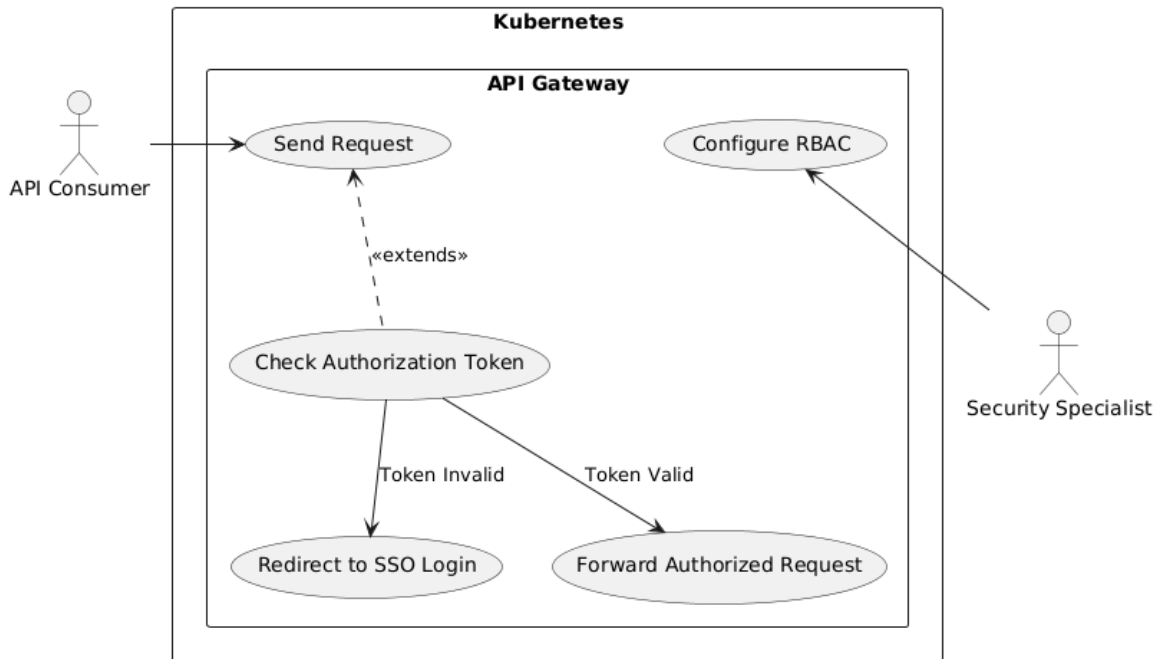 Kubernetes
API Gateway
Send Request
Configure RBAC
API Consumer
«extends»
Check Authorization Token
Security Specialist
Token Invalid
Token Valid
Redirect to SSO Login
Forward Authorized Request